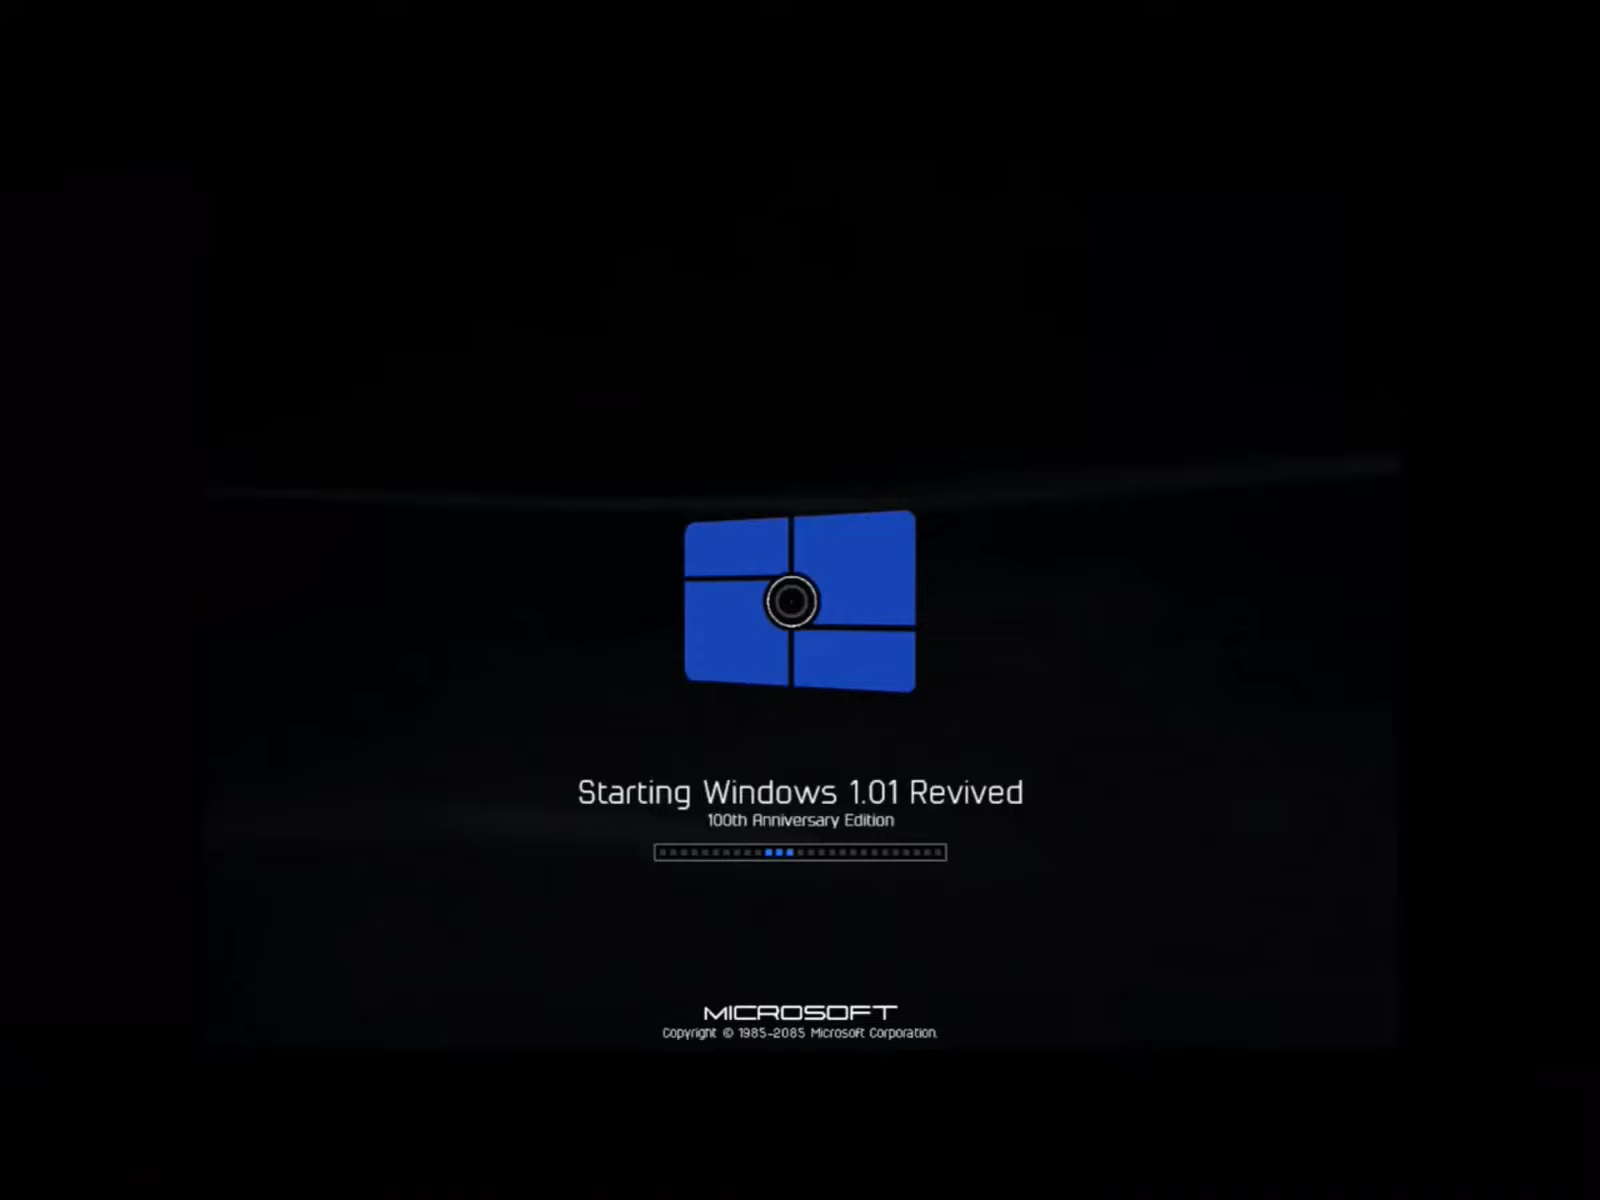 Starting Windows 1.01 Revived
100th Anniversary Edition
MICROSOFT
Copyright © 1985-2085 Microsoft Corporation.